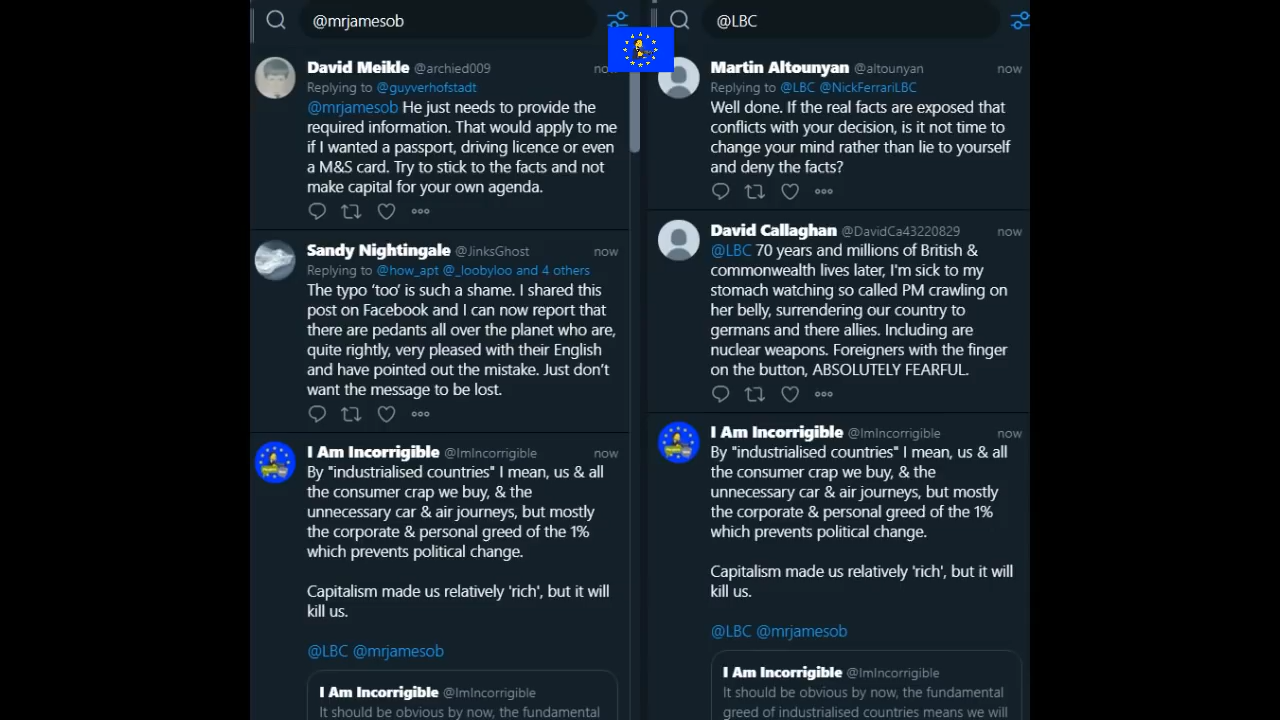 @mrjamesob
David Meikle @archied009 now
Replying to @guyverhofstadt
@mrjamesob He just needs to provide the
required information. That would apply to me
if I wanted a passport, driving licence or even
a M&S card. Try to stick to the facts and not
make capital for your own agenda.
Sandy Nightingale @JinksGhost now
Replying to @how_apt @_loobyloo and 4 others
The typo ‘too’ is such a shame. I shared this
post on Facebook and I can now report that
there are pedants all over the planet who are,
quite rightly, very pleased with their English
and have pointed out the mistake. Just don’t
want the message to be lost.
I Am Incorrigible @ImIncorrigible now
By "industrialised countries" I mean, us & all
the consumer crap we buy, & the
unnecessary car & air journeys, but mostly
the corporate & personal greed of the 1%
which prevents political change.
Capitalism made us relatively 'rich', but it will
kill us.
@LBC @mrjamesob
I Am Incorrigible @ImIncorrigible
It should be obvious by now, the fundamental
@LBC
Martin Altounyan @altounyan now
Replying to @LBC @NickFerrariLBC
Well done. If the real facts are exposed that
conflicts with your decision, is it not time to
change your mind rather than lie to yourself
and deny the facts?
David Callaghan @DavidCa43220829 now
@LBC 70 years and millions of British &
commonwealth lives later, I'm sick to my
stomach watching so called PM crawling on
her belly, surrendering our country to
germans and there allies. Including are
nuclear weapons. Foreigners with the finger
on the button, ABSOLUTELY FEARFUL.
I Am Incorrigible @ImIncorrigible now
By "industrialised countries" I mean, us & all
the consumer crap we buy, & the
unnecessary car & air journeys, but mostly
the corporate & personal greed of the 1%
which prevents political change.
Capitalism made us relatively 'rich', but it will
kill us.
@LBC @mrjamesob
I Am Incorrigible @ImIncorrigible
It should be obvious by now, the fundamental
greed of industrialised countries means we will